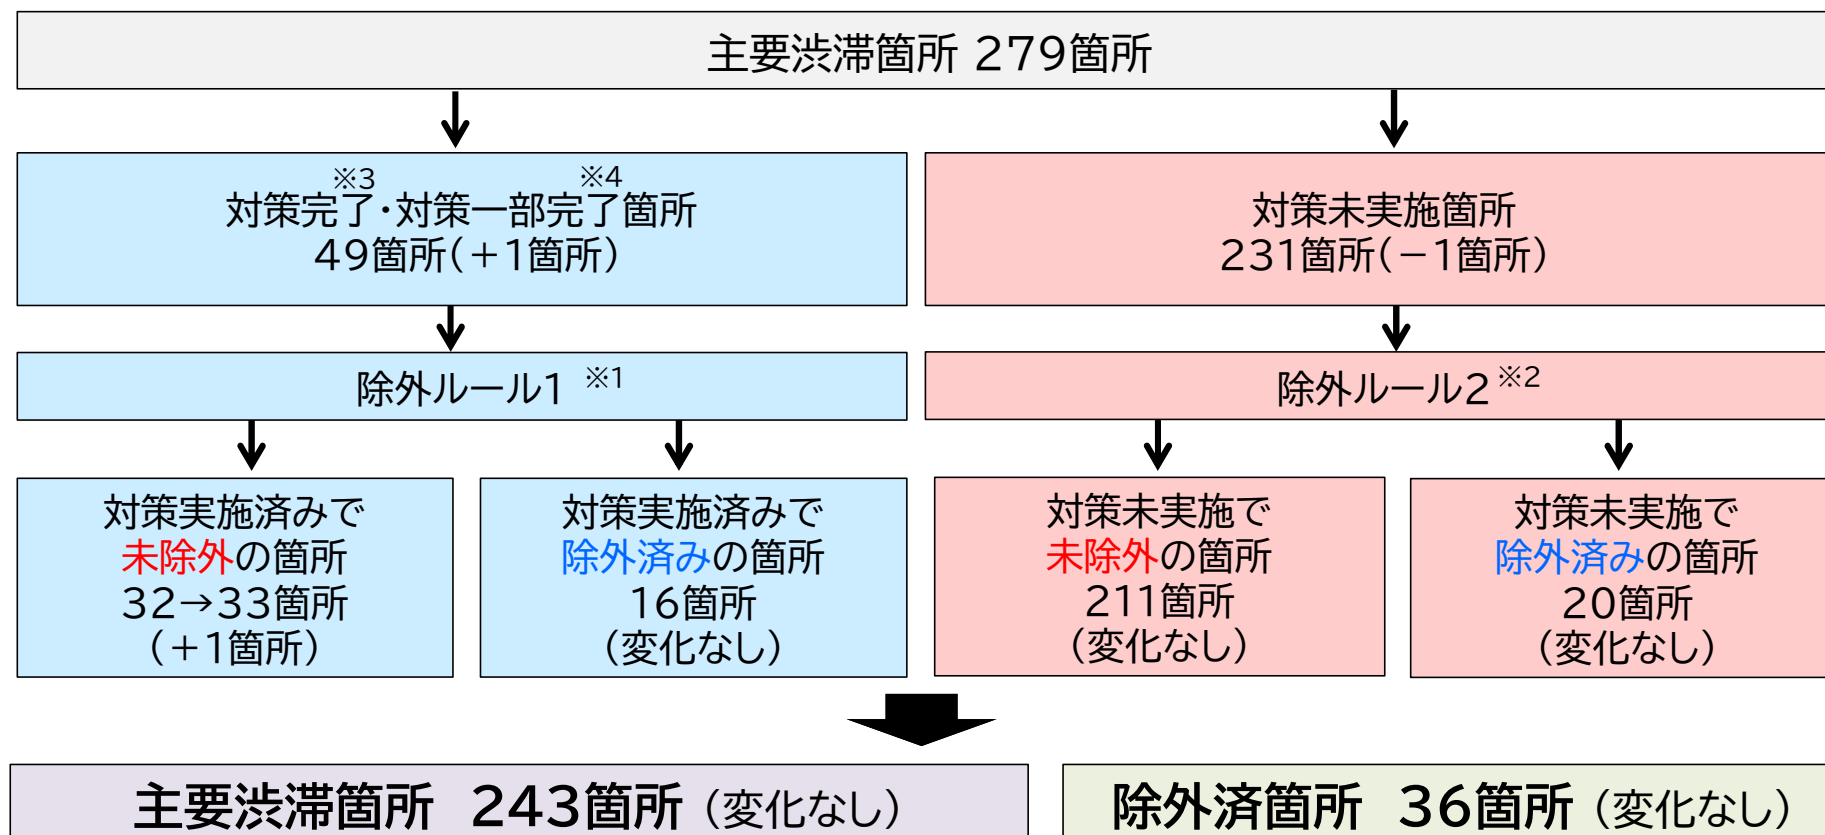 主要渋滞箇所 279箇所
※3 ※4
対策完了・対策一部完了箇所
49箇所(+1箇所)
対策未実施箇所
231箇所(-1箇所)
除外ルール1 ※1
除外ルール2 ※2
対策実施済みで
未除外の箇所
32→33箇所
(+1箇所)
対策実施済みで
除外済みの箇所
16箇所
(変化なし)
対策未実施で
未除外の箇所
211箇所
(変化なし)
対策未実施で
除外済みの箇所
20箇所
(変化なし)
主要渋滞箇所 243箇所 (変化なし)
除外済箇所 36箇所 (変化なし)